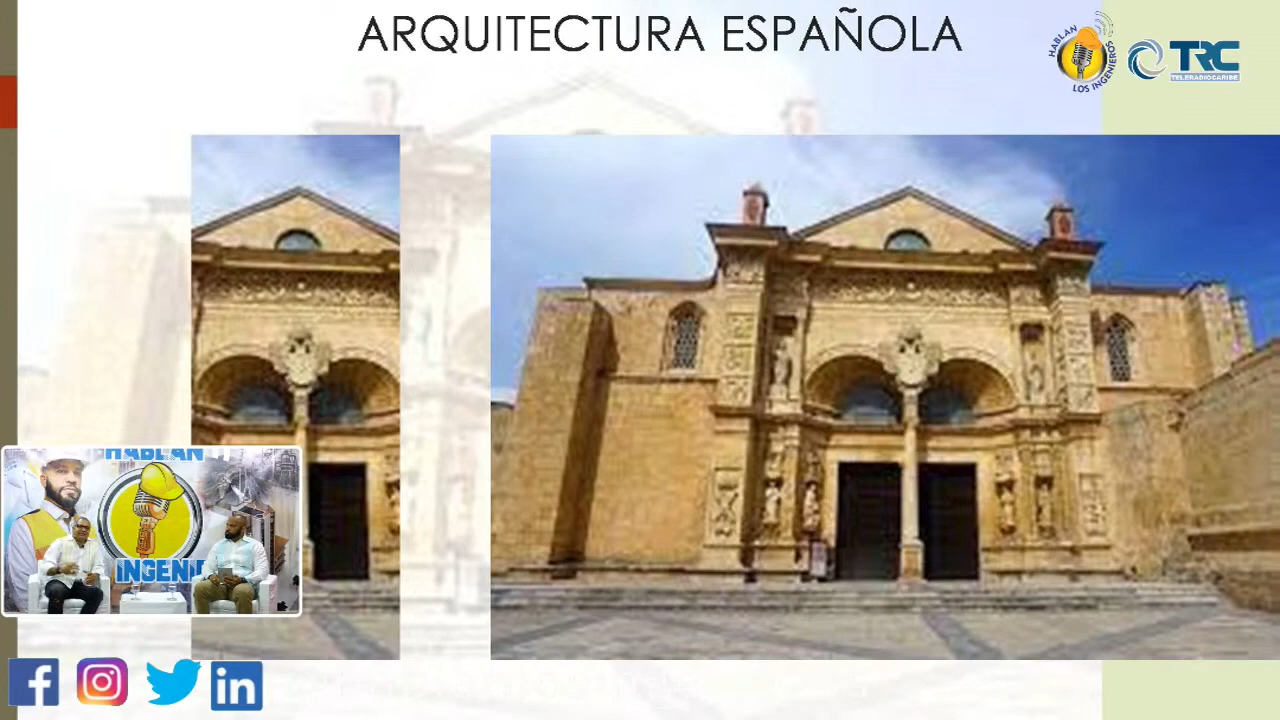 ARQUITECTURA ESPAÑOLA
HABLAN
LOS INGENIEROS
TRC
TELERADIOCARIBE
HABLAN
INGENI